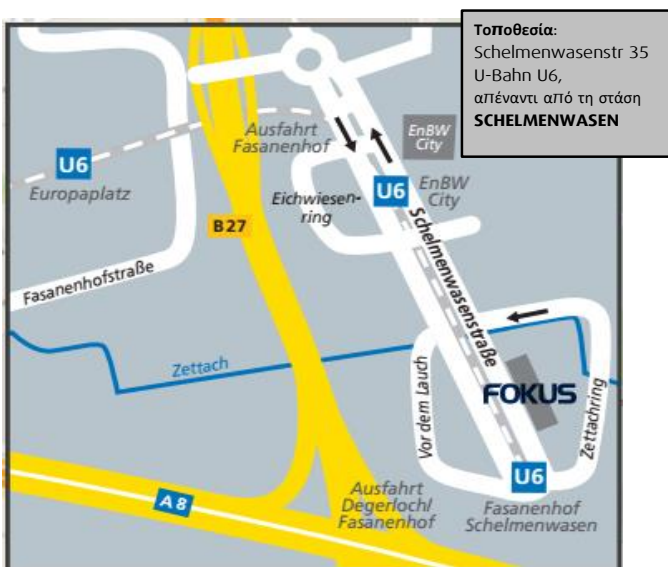 Τοποθεσία:
Schelmenwasenstr 35
U-Bahn U6,
απέναντι από τη στάση
SCHELMENWASEN
Ausfahrt
Fasanenhof
EnBW
City
U6
Europaplatz
U6
EnBW
City
Eichwiesen-
ring
B27
Schelmenwasenstraße
Fasanenhofstraße
Zettach
Vor dem Lauch
FOKUS
Zettachring
A 8
Ausfahrt
Degerloch/
Fasanenhof
U6
Fasanenhof
Schelmenwasen